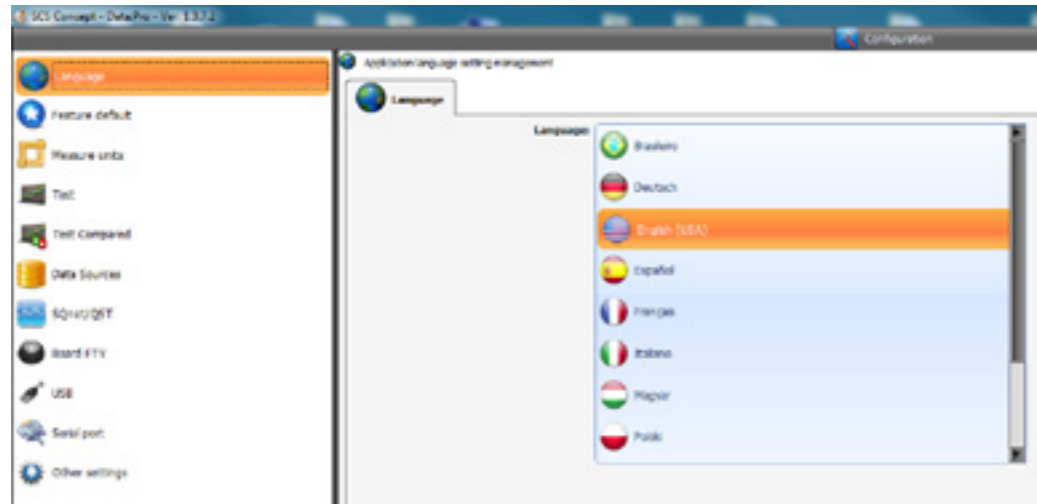 SCS Concept - Data Pro - Ver: 1.3.7.2
Configuration
Language
Feature default
Measure units
Test
Test Compared
Data Sources
Board FTY
USB
Serial port
Other settings
Application language setting management
Language
Language:
Brasileiro
Deutsch
English (USA)
Español
Français
Italiano
Magyar
Polski